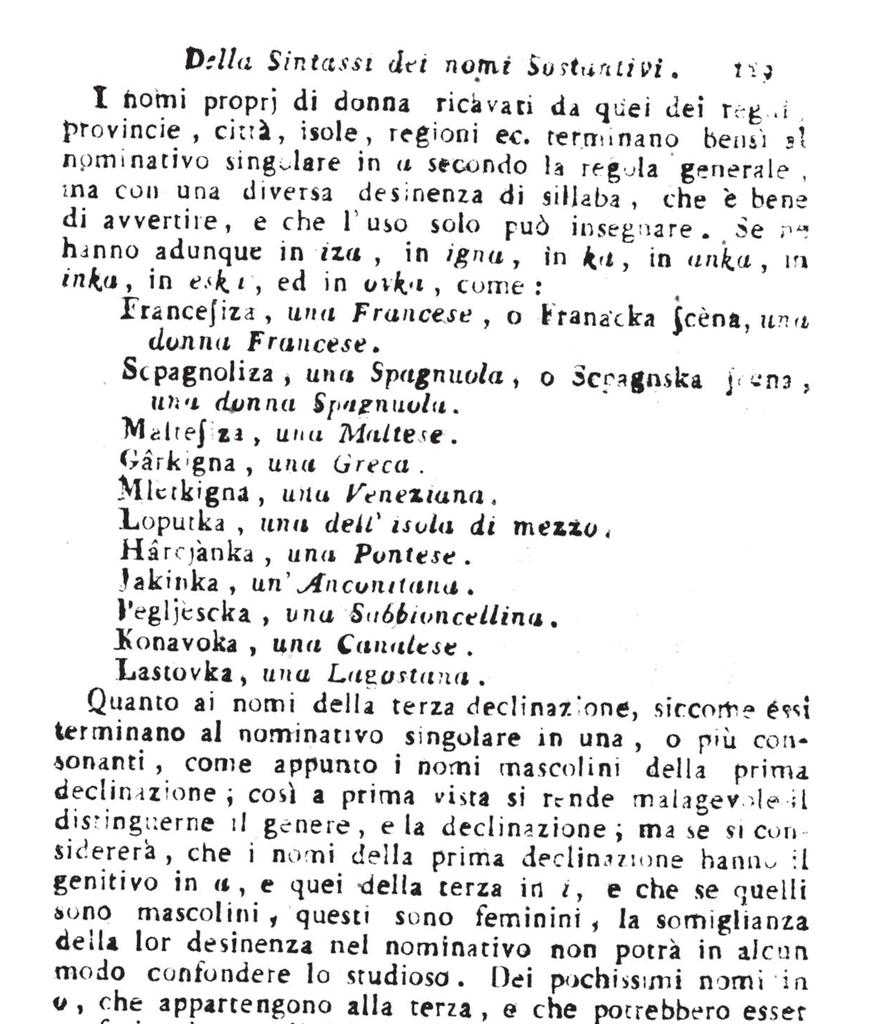 Della Sintassi dei nomi Sostantivi.
I nomi proprj di donna ricavati da quei dei regni,
provincie, città, isole, regioni ec. terminano bensì al
nominativo singolare in a secondo la regola generale,
ma con una diversa desinenza di sillaba, che è bene
di avvertire, e che l'uso solo può insegnare. Se ne
hanno adunque in iza, in igna, in ka, in anka, in
inka, in eska, ed in ovka, come:
Franceſiza, una Francese, o Franacka ſcèna, una
donna Francese.
Scpagnoliza, una Spagnuola, o Scpagnska
una donna Spagnuola.
Malteſiza, una Maltese.
Gârkigna, una Greca.
Mletkigna, una Veneziana.
Loputka, una dell' isola di mezzo.
Hârcjànka, una Pontese.
Jakinka, un' Anconitana.
Pegljèscka, una Sabbioncellina.
Konavoka, una Canalese.
Lastovka, una Lagostana.
Quanto ai nomi della terza declinazione, siccome essi
terminano al nominativo singolare in una, o più con-
sonanti, come appunto i nomi mascolini della prima
declinazione; così a prima vista si rende malagevole il
distinguerne il genere, e la declinazione; ma se si con-
sidererà, che i nomi della prima declinazione hanno il
genitivo in a, e quei della terza in i, e che se quelli
sono mascolini, questi sono feminini, la somiglianza
della lor desinenza nel nominativo non potrà in alcun
modo confondere lo studioso. Dei pochissimi nomi in
o, che appartengono alla terza, e che potrebbero esser